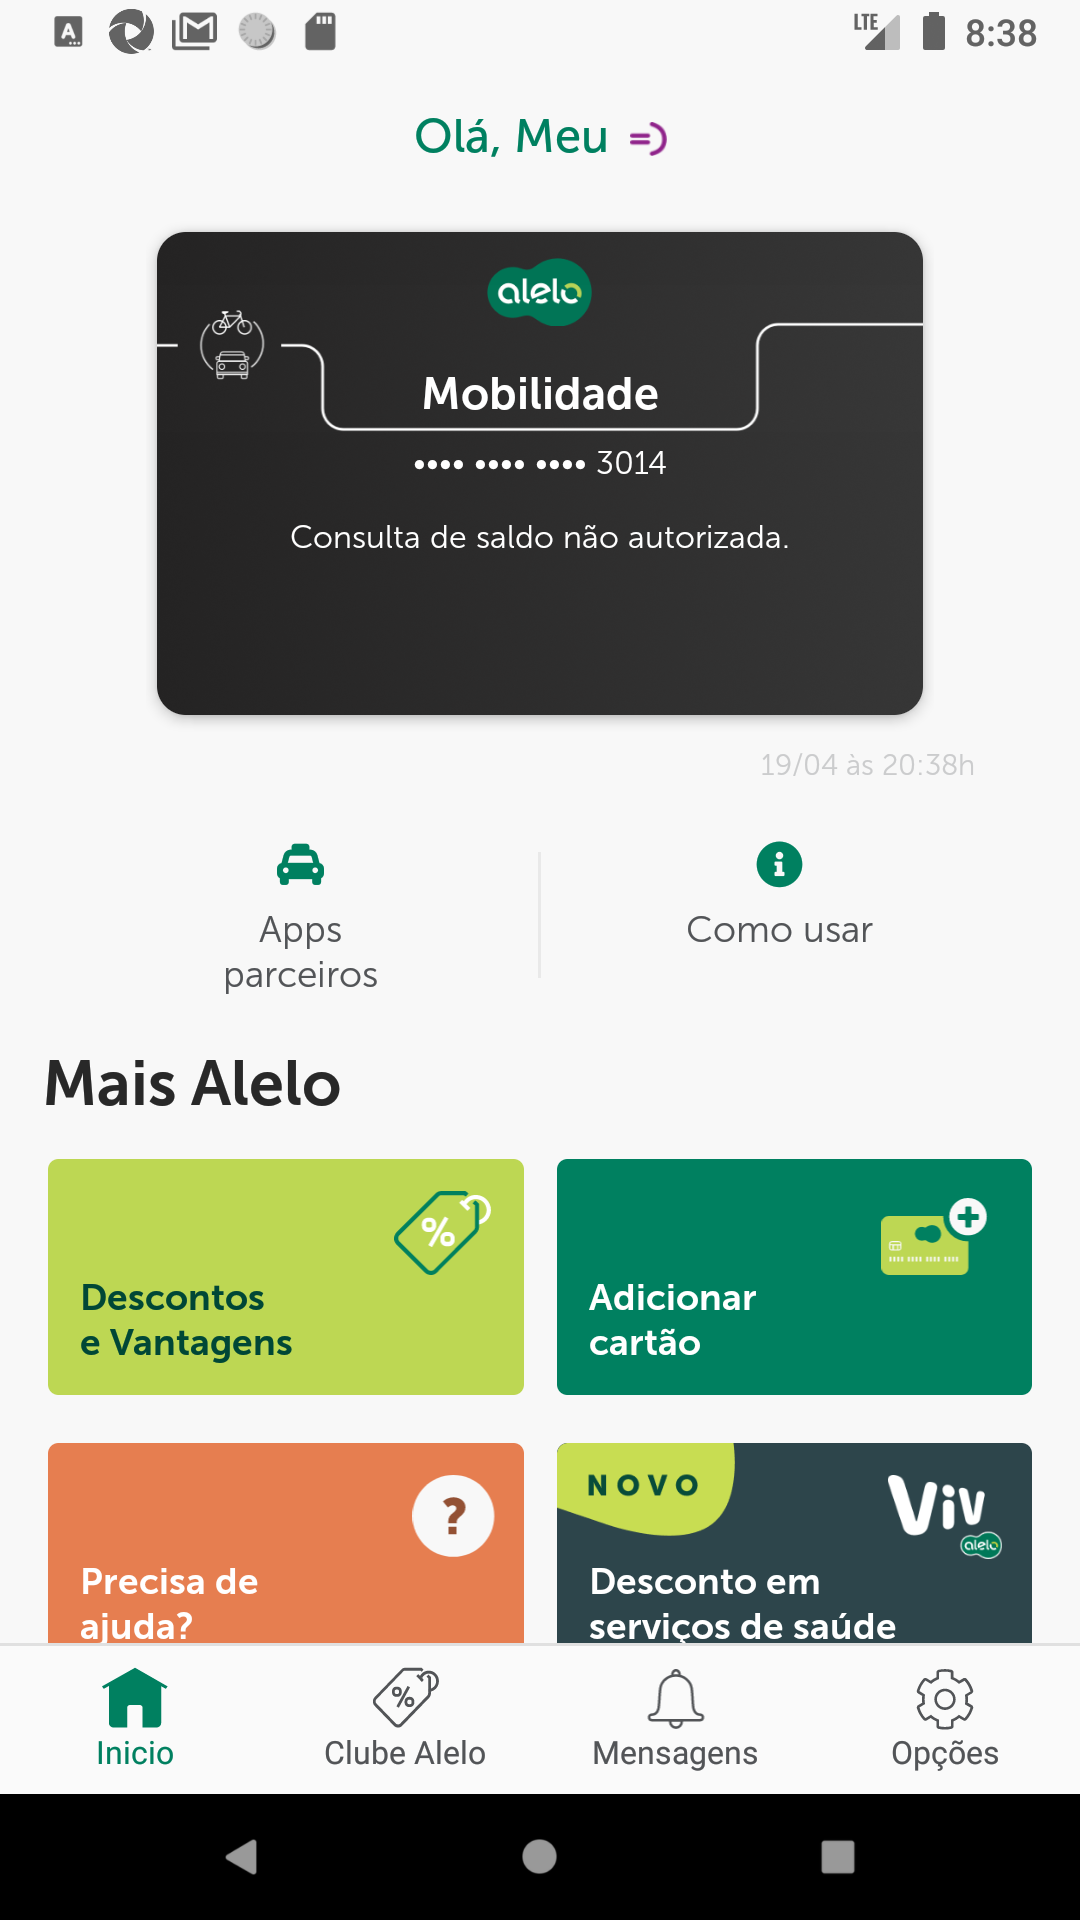 LTE 8:38
Olá, Meu =)
alelo
Mobilidade
•••• •••• •••• 3014
Consulta de saldo não autorizada.
19/04 às 20:38h
Apps
parceiros
Como usar
Mais Alelo
%
Descontos
e Vantagens
Adicionar
cartão
?
Precisa de
ajuda?
NOVO
Viv
alelo
Desconto em
serviços de saúde
Inicio
Clube Alelo
Mensagens
Opções